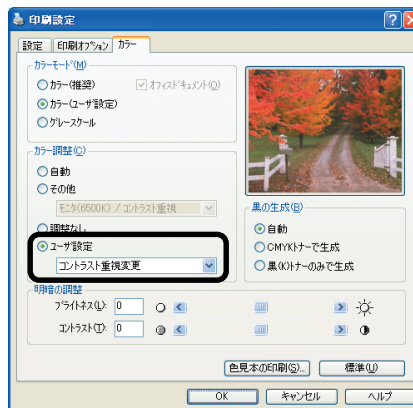 印刷設定
設定 印刷オプション カラー
カラーモード(M)
カラー(推奨) オフィスドキュメント(O)
カラー(ユーザ設定)
グレースケール
カラー調整(C)
自動
その他
モニタ(6500K) / コントラスト重視
調整なし
ユーザ設定
コントラスト重視変更
黒の生成(B)
自動
CMYKトナーで生成
黒(K)トナーのみで生成
明暗の調整
ブライトネス(L): 0
コントラスト(T): 0
色見本の印刷(S)... 標準(U)
OK キャンセル ヘルプ